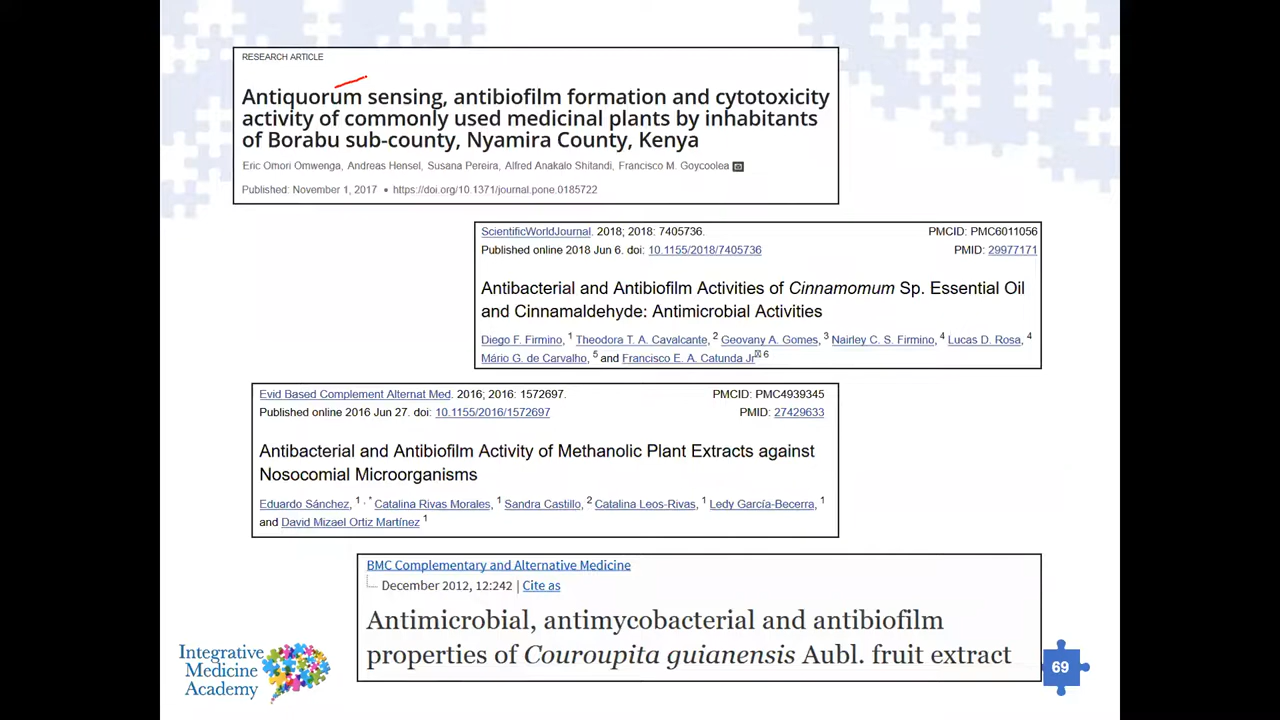 RESEARCH ARTICLE
Antiquorum sensing, antibiofilm formation and cytotoxicity
activity of commonly used medicinal plants by inhabitants
of Borabu sub-county, Nyamira County, Kenya
Eric Omori Omwenga, Andreas Hensel, Susana Pereira, Alfred Anakalo Shitandi, Francisco M. Goycoolea
Published: November 1, 2017 • https://doi.org/10.1371/journal.pone.0185722
ScientificWorldJournal. 2018; 2018: 7405736. PMCID: PMC6011056
Published online 2018 Jun 6. doi: 10.1155/2018/7405736 PMID: 29977171
Antibacterial and Antibiofilm Activities of Cinnamomum Sp. Essential Oil
and Cinnamaldehyde: Antimicrobial Activities
Diego F. Firmino, 1 Theodora T. A. Cavalcante, 2 Geovany A. Gomes, 3 Nairley C. S. Firmino, 4 Lucas D. Rosa, 4
Mário G. de Carvalho, 5 and Francisco E. A. Catunda Jr 6
Evid Based Complement Alternat Med. 2016; 2016: 1572697. PMCID: PMC4939345
Published online 2016 Jun 27. doi: 10.1155/2016/1572697 PMID: 27429633
Antibacterial and Antibiofilm Activity of Methanolic Plant Extracts against
Nosocomial Microorganisms
Eduardo Sánchez, 1 , * Catalina Rivas Morales, 1 Sandra Castillo, 2 Catalina Leos-Rivas, 1 Ledy García-Becerra, 1
and David Mizael Ortiz Martínez 1
BMC Complementary and Alternative Medicine
December 2012, 12:242 | Cite as
Antimicrobial, antimycobacterial and antibiofilm
properties of Couroupita guianensis Aubl. fruit extract
Integrative
Medicine
Academy
69